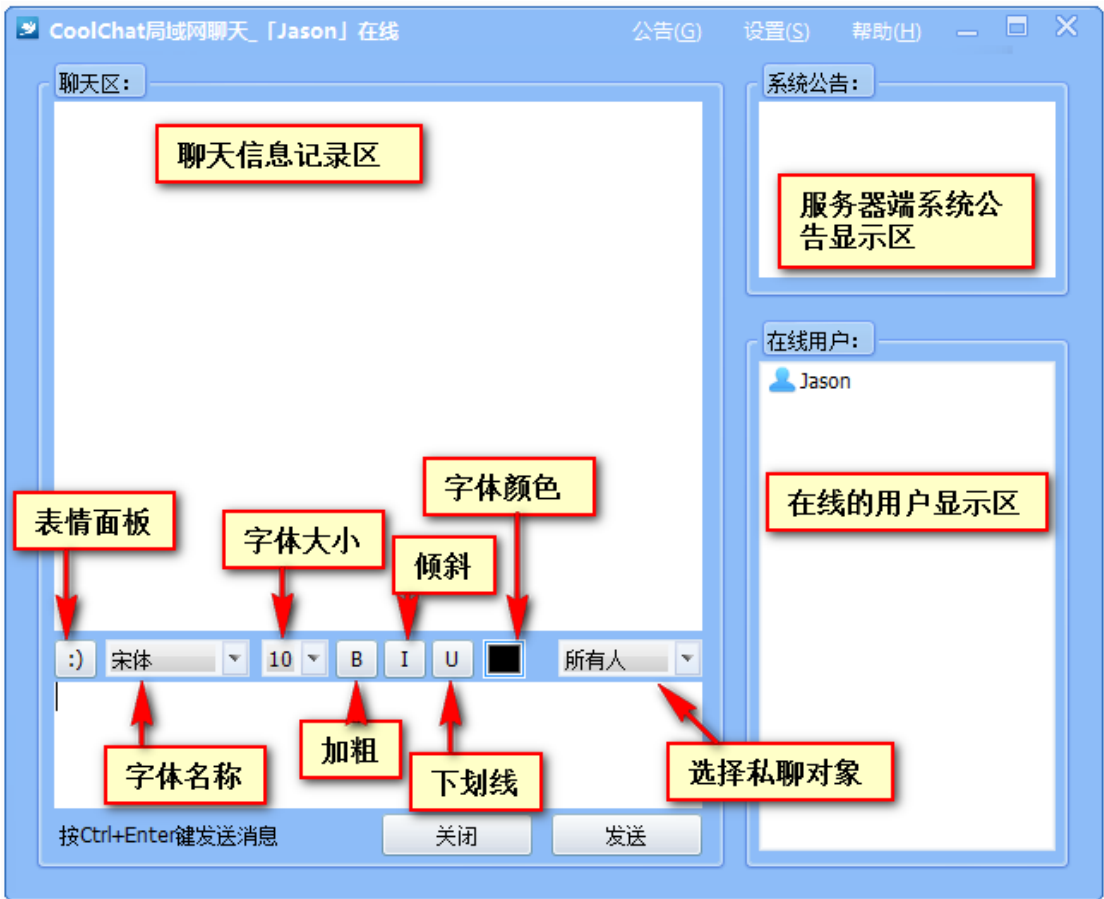 CoolChat局域网聊天_「Jason」在线
公告(G)
设置(S)
帮助(H)
聊天区:
系统公告:
聊天信息记录区
服务器端系统公
告显示区
在线用户:
Jason
在线的用户显示区
字体颜色
表情面板
字体大小
倾斜
:)
宋体
10
B
I
U
所有人
字体名称
加粗
下划线
选择私聊对象
按Ctrl+Enter键发送消息
关闭
发送